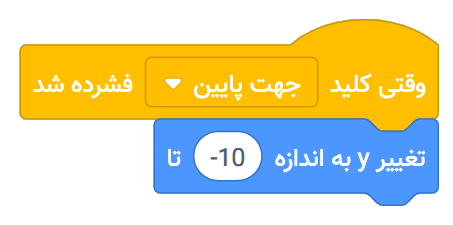 وقتی کلید جهت پایین فشرده شد
تغییر y به اندازه -10 تا